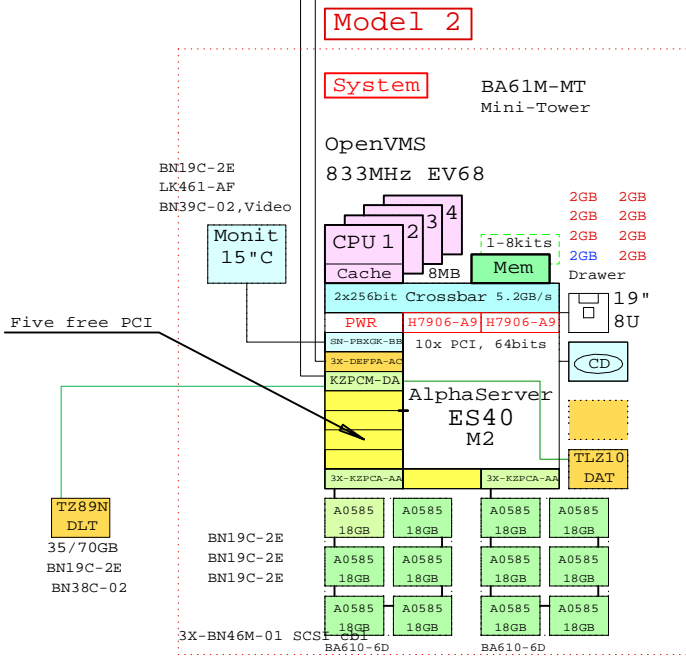 Model 2
System
BA61M-MT
Mini-Tower
OpenVMS
833MHz EV68
BN19C-2E
LK461-AF
BN39C-02,Video
Monit
15"C
CPU 1
2
3
4
Cache
8MB
1-8kits
Mem
2GB 2GB
2GB 2GB
2GB 2GB
2GB 2GB
Drawer
19"
8U
2x256bit Crossbar 5.2GB/s
PWR
H7906-A9
H7906-A9
SN-PBXGK-BB
10x PCI, 64bits
3X-DEFPA-AC
KZPCM-DA
CD
Five free PCI
AlphaServer
ES40
M2
TLZ10
DAT
3X-KZPCA-AA
3X-KZPCA-AA
TZ89N
DLT
35/70GB
BN19C-2E
BN38C-02
BN19C-2E
BN19C-2E
BN19C-2E
A0585 A0585 A0585 A0585
18GB 18GB 18GB 18GB
A0585 A0585 A0585 A0585
18GB 18GB 18GB 18GB
A0585 A0585 A0585 A0585
18GB 18GB 18GB 18GB
3X-BN46M-01 SCSI cbl
BA610-6D
BA610-6D